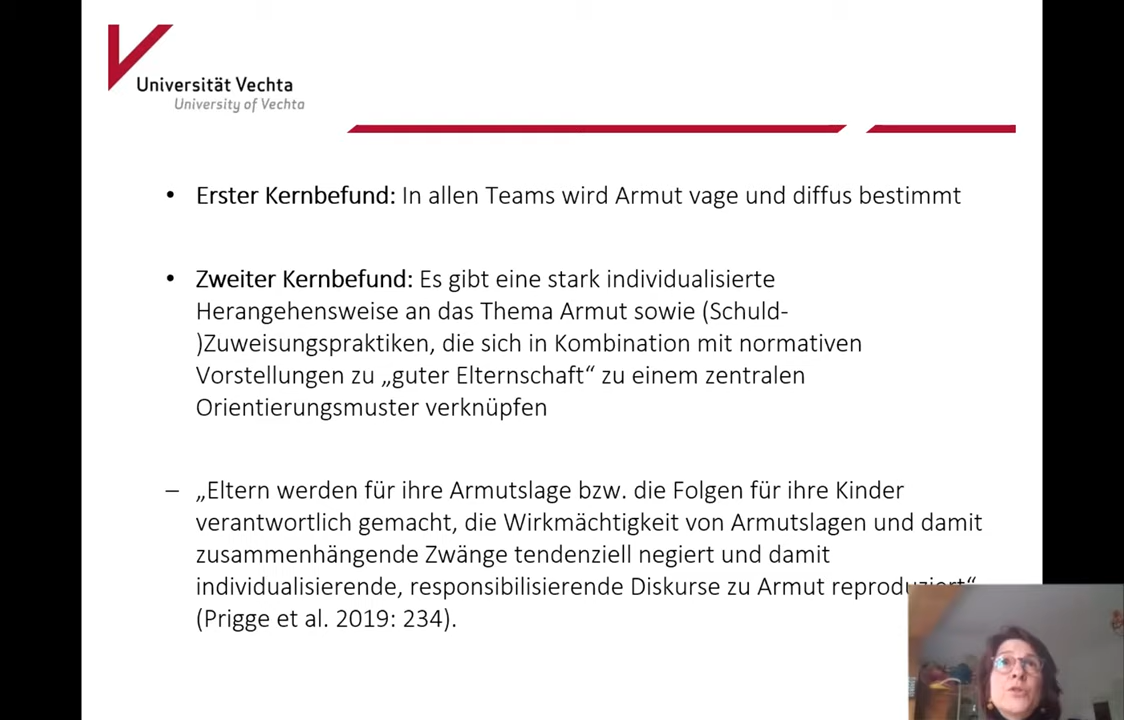 Universität Vechta
University of Vechta
• Erster Kernbefund: In allen Teams wird Armut vage und diffus bestimmt
• Zweiter Kernbefund: Es gibt eine stark individualisierte
Herangehensweise an das Thema Armut sowie (Schuld-
)Zuweisungspraktiken, die sich in Kombination mit normativen
Vorstellungen zu „guter Elternschaft“ zu einem zentralen
Orientierungsmuster verknüpfen
– „Eltern werden für ihre Armutslage bzw. die Folgen für ihre Kinder
verantwortlich gemacht, die Wirkmächtigkeit von Armutslagen und damit
zusammenhängende Zwänge tendenziell negiert und damit
individualisierende, responsibilisierende Diskurse zu Armut reproduziert“
(Prigge et al. 2019: 234).